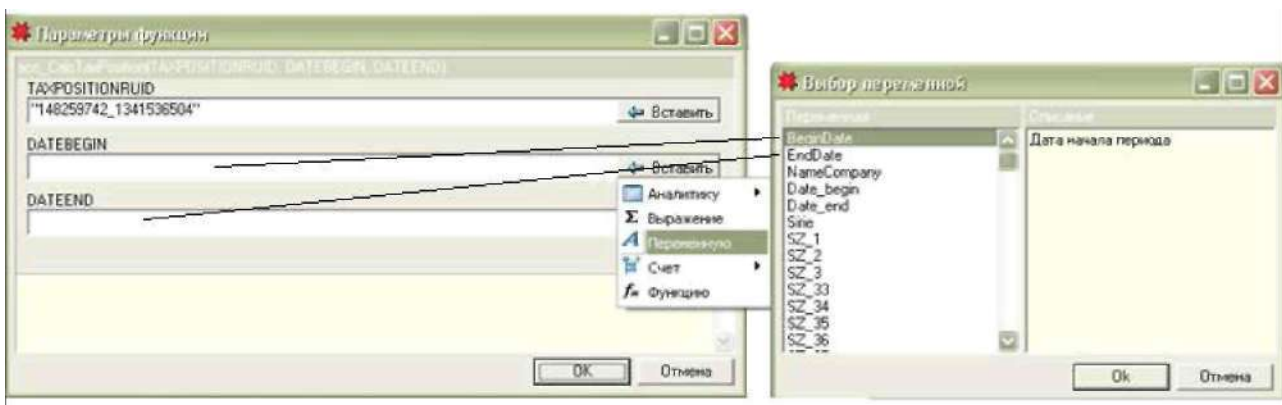 Параметры функции
TAXPOSITIONRUID
"148259742_1341536504"
Вставить
DATEBEGIN
Вставить
DATEEND
Аналитику
Выражение
Переменную
Счет
Функцию
OK
Отмена
Выбор переменной
Переменная
Описание
BeginDate
Дата начала периода
EndDate
NameCompany
Date_begin
Date_end
SZ_1
SZ_2
SZ_3
SZ_33
SZ_34
SZ_35
SZ_36
Ok
Отмена